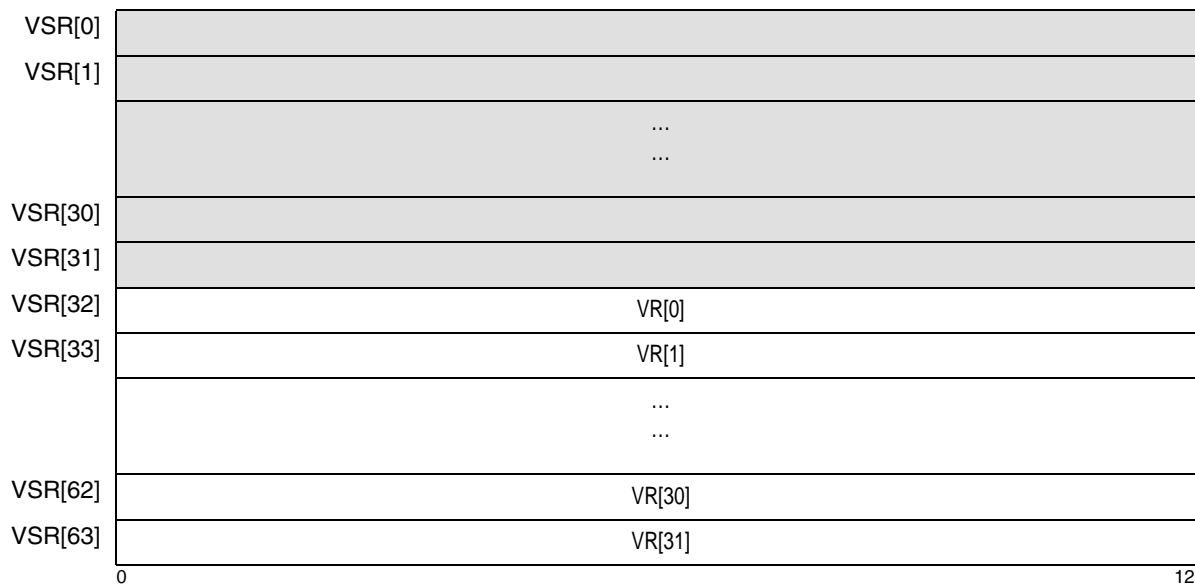 VSR[0]
VSR[1]
...
...
VSR[30]
VSR[31]
VSR[32] VR[0]
VSR[33] VR[1]
...
...
VSR[62] VR[30]
VSR[63] VR[31]
0 12